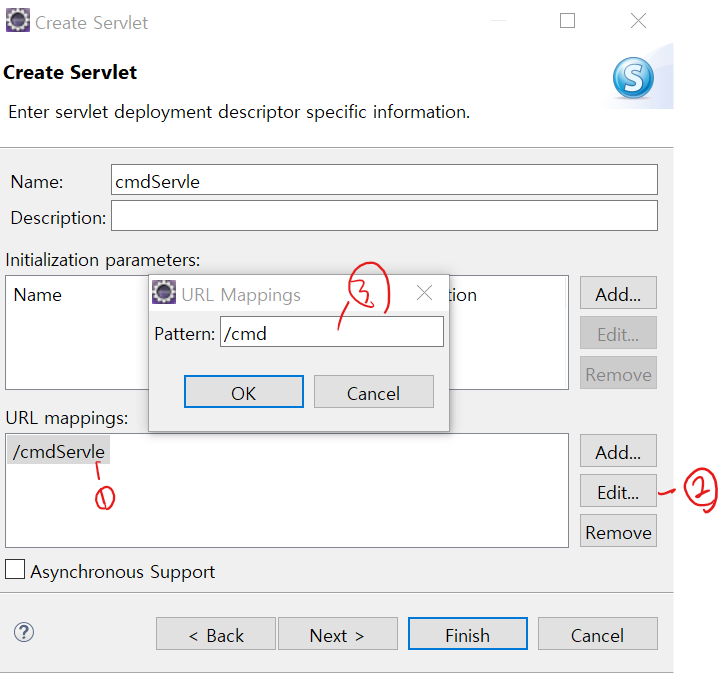 Create Servlet
Create Servlet
Enter servlet deployment descriptor specific information.
Name: cmdServle
Description:
Initialization parameters:
Name tion
Add...
Edit...
Remove
URL Mappings
3
Pattern: /cmd
OK Cancel
URL mappings:
/cmdServle
1
Add...
Edit...
2
Remove
Asynchronous Support
? < Back Next > Finish Cancel